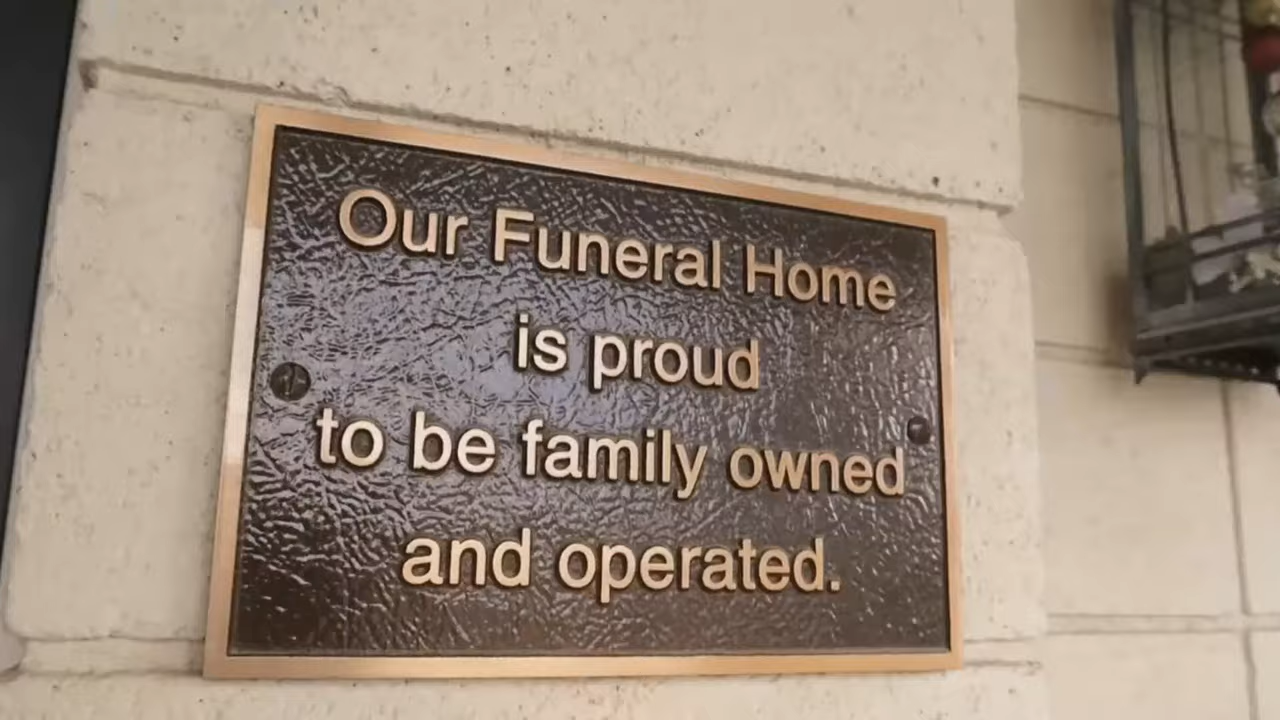 Our Funeral Home
is proud
to be family owned
and operated.